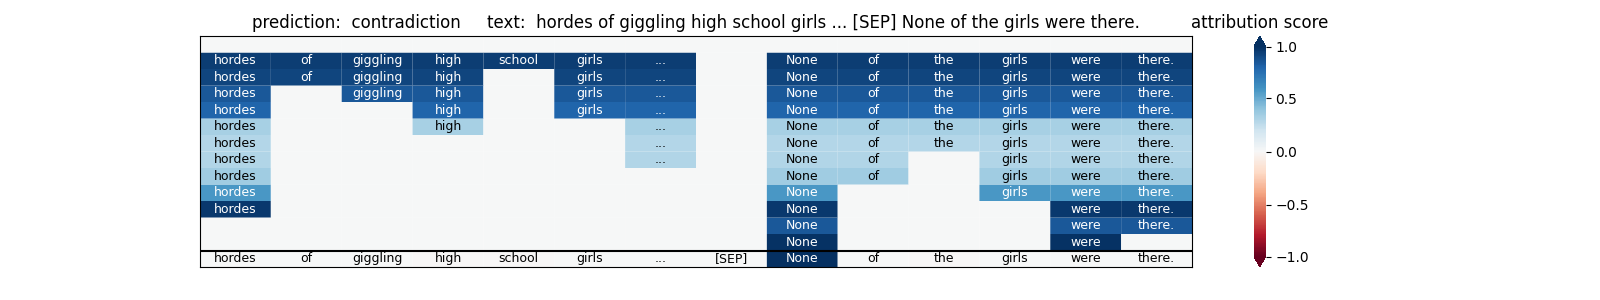 prediction:  contradiction     text:  hordes of giggling high school girls ... [SEP] None of the girls were there.
attribution score
hordes of giggling high school girls ... None of the girls were there.
hordes of giggling high girls ... None of the girls were there.
hordes giggling high girls ... None of the girls were there.
hordes high girls ... None of the girls were there.
hordes high ... None of the girls were there.
hordes ... None of the girls were there.
hordes ... None of girls were there.
hordes None of girls were there.
hordes None girls were there.
hordes None were there.
None were there.
None were
hordes of giggling high school girls ... [SEP] None of the girls were there.
1.0
0.5
0.0
−0.5
−1.0